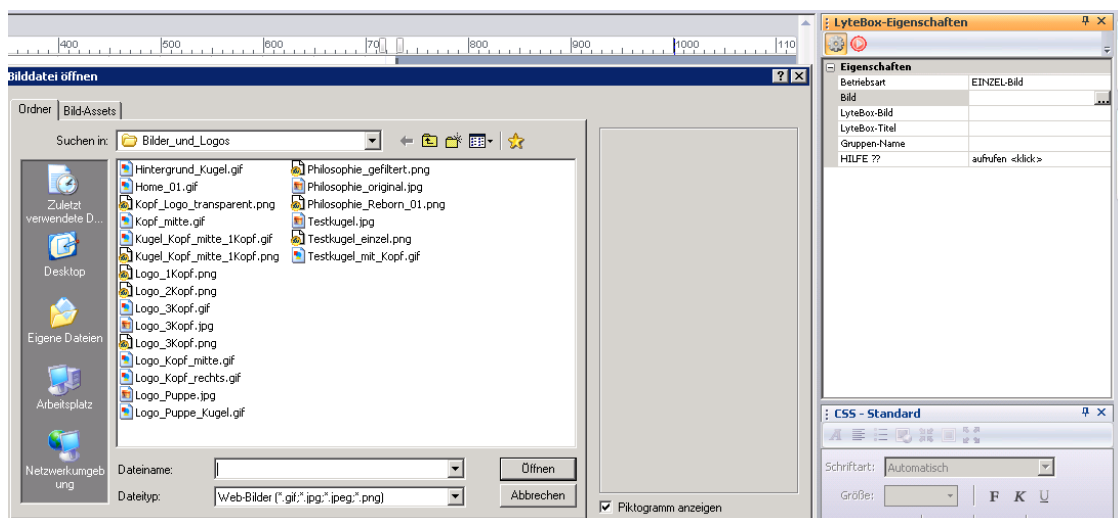 400 500 600 70 800 900 1000 110
Bilddatei öffnen
Ordner Bild-Assets
Suchen in: Bilder_und_Logos
Zuletzt
verwendete D...
Desktop
Eigene Dateien
Arbeitsplatz
Netzwerkumgeb
ung
Hintergrund_Kugel.gif
Home_01.gif
Kopf_Logo_transparent.png
Kopf_mitte.gif
Kugel_Kopf_mitte_1Kopf.gif
Kugel_Kopf_mitte_1Kopf.png
Logo_1Kopf.png
Logo_2Kopf.png
Logo_3Kopf.gif
Logo_3Kopf.jpg
Logo_3Kopf.png
Logo_Kopf_mitte.gif
Logo_Kopf_rechts.gif
Logo_Puppe.jpg
Logo_Puppe_Kugel.gif
Philosophie_gefiltert.png
Philosophie_original.jpg
Philosophie_Reborn_01.png
Testkugel.jpg
Testkugel_einzel.png
Testkugel_mit_Kopf.gif
Dateiname: Öffnen
Dateityp: Web-Bilder (*.gif;*.jpg;*.jpeg;*.png) Abbrechen
Piktogramm anzeigen
LyteBox-Eigenschaften
Eigenschaften
Betriebsart EINZEL-Bild
Bild ...
LyteBox-Bild
LyteBox-Titel
Gruppen-Name
HILFE ?? aufrufen <klick>
CSS - Standard
Schriftart: Automatisch
Größe: F K U